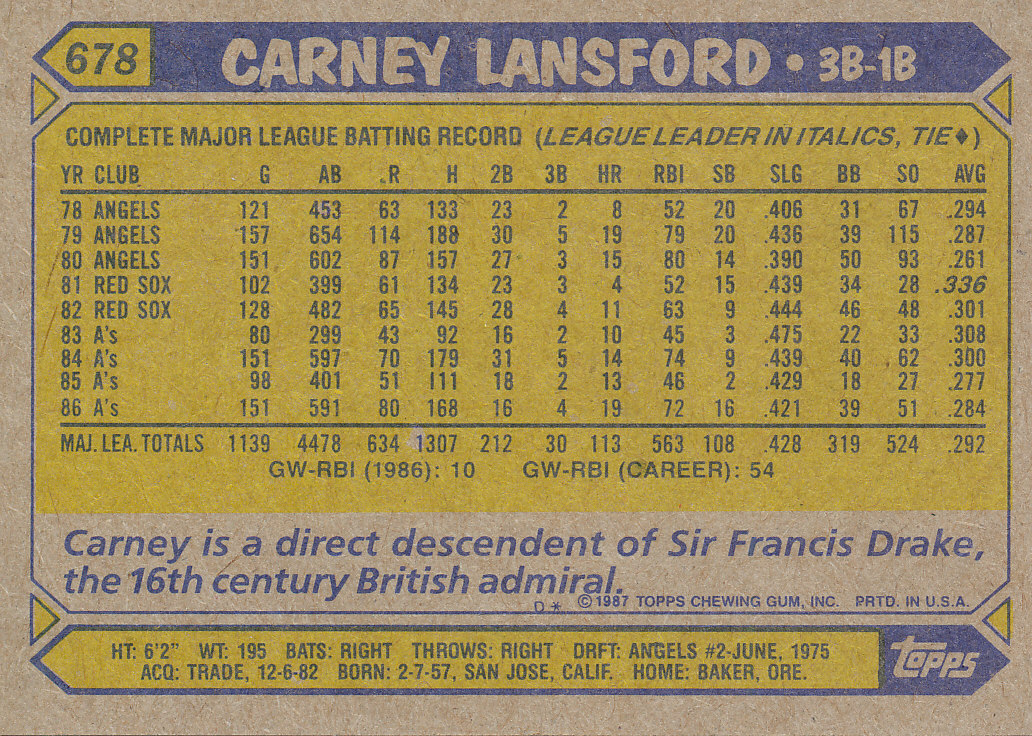 678 CARNEY LANSFORD • 3B-1B
COMPLETE MAJOR LEAGUE BATTING RECORD (LEAGUE LEADER IN ITALICS, TIE♦)
YR CLUB G AB R H 2B 3B HR RBI SB SLG BB SO AVG
78 ANGELS 121 453 63 133 23 2 8 52 20 .406 31 67 .294
79 ANGELS 157 654 114 188 30 5 19 79 20 .436 39 115 .287
80 ANGELS 151 602 87 157 27 3 15 80 14 .390 50 93 .261
81 RED SOX 102 399 61 134 23 3 4 52 15 .439 34 28 .336
82 RED SOX 128 482 65 145 28 4 11 63 9 .444 46 48 .301
83 A's 80 299 43 92 16 2 10 45 3 .475 22 33 .308
84 A's 151 597 70 179 31 5 14 74 9 .439 40 62 .300
85 A's 98 401 51 111 18 2 13 46 2 .429 18 27 .277
86 A's 151 591 80 168 16 4 19 72 16 .421 39 51 .284
MAJ. LEA. TOTALS 1139 4478 634 1307 212 30 113 563 108 .428 319 524 .292
GW-RBI (1986): 10 GW-RBI (CAREER): 54
Carney is a direct descendent of Sir Francis Drake,
the 16th century British admiral.
D* ©1987 TOPPS CHEWING GUM, INC. PRTD. IN U.S.A.
HT: 6'2" WT: 195 BATS: RIGHT THROWS: RIGHT DRFT: ANGELS #2-JUNE, 1975
ACQ: TRADE, 12-6-82 BORN: 2-7-57, SAN JOSE, CALIF. HOME: BAKER, ORE.
topps